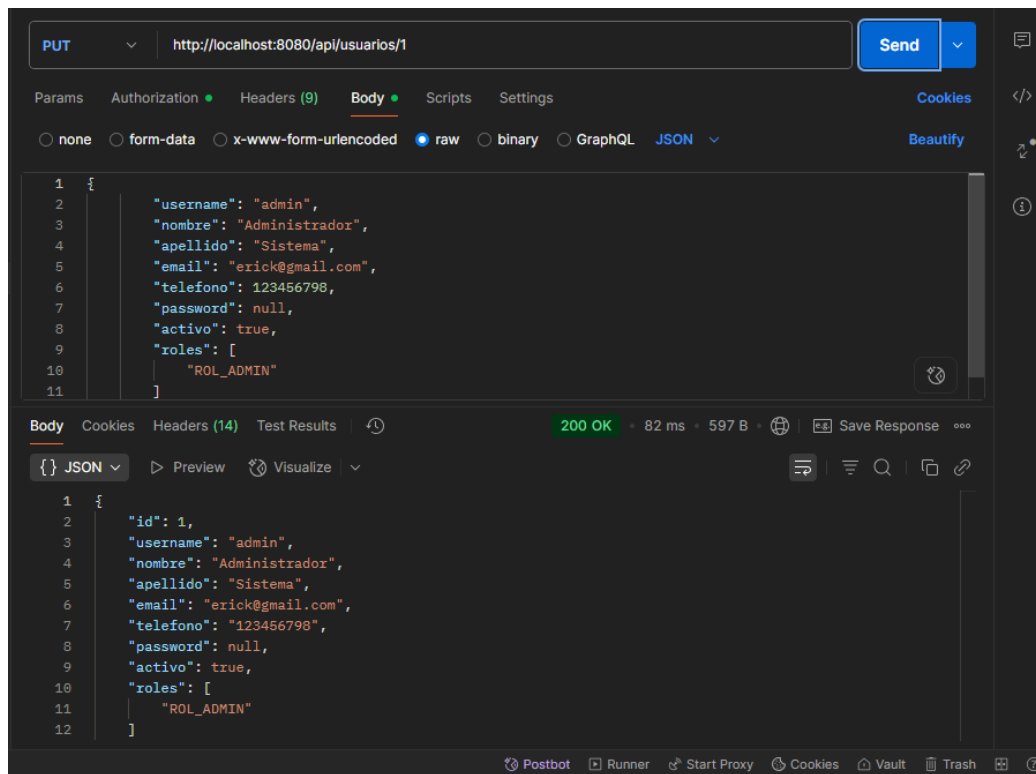 PUT http://localhost:8080/api/usuarios/1 Send
Params Authorization Headers (9) Body Scripts Settings Cookies
none form-data x-www-form-urlencoded raw binary GraphQL JSON Beautify
1 {
2 "username": "admin",
3 "nombre": "Administrador",
4 "apellido": "Sistema",
5 "email": "erick@gmail.com",
6 "telefono": 123456798,
7 "password": null,
8 "activo": true,
9 "roles": [
10 "ROL_ADMIN"
11 ]
Body Cookies Headers (14) Test Results 200 OK • 82 ms • 597 B • e.g. Save Response
{} JSON Preview Visualize
1 {
2 "id": 1,
3 "username": "admin",
4 "nombre": "Administrador",
5 "apellido": "Sistema",
6 "email": "erick@gmail.com",
7 "telefono": "123456798",
8 "password": null,
9 "activo": true,
10 "roles": [
11 "ROL_ADMIN"
12 ]
Postbot Runner Start Proxy Cookies Vault Trash